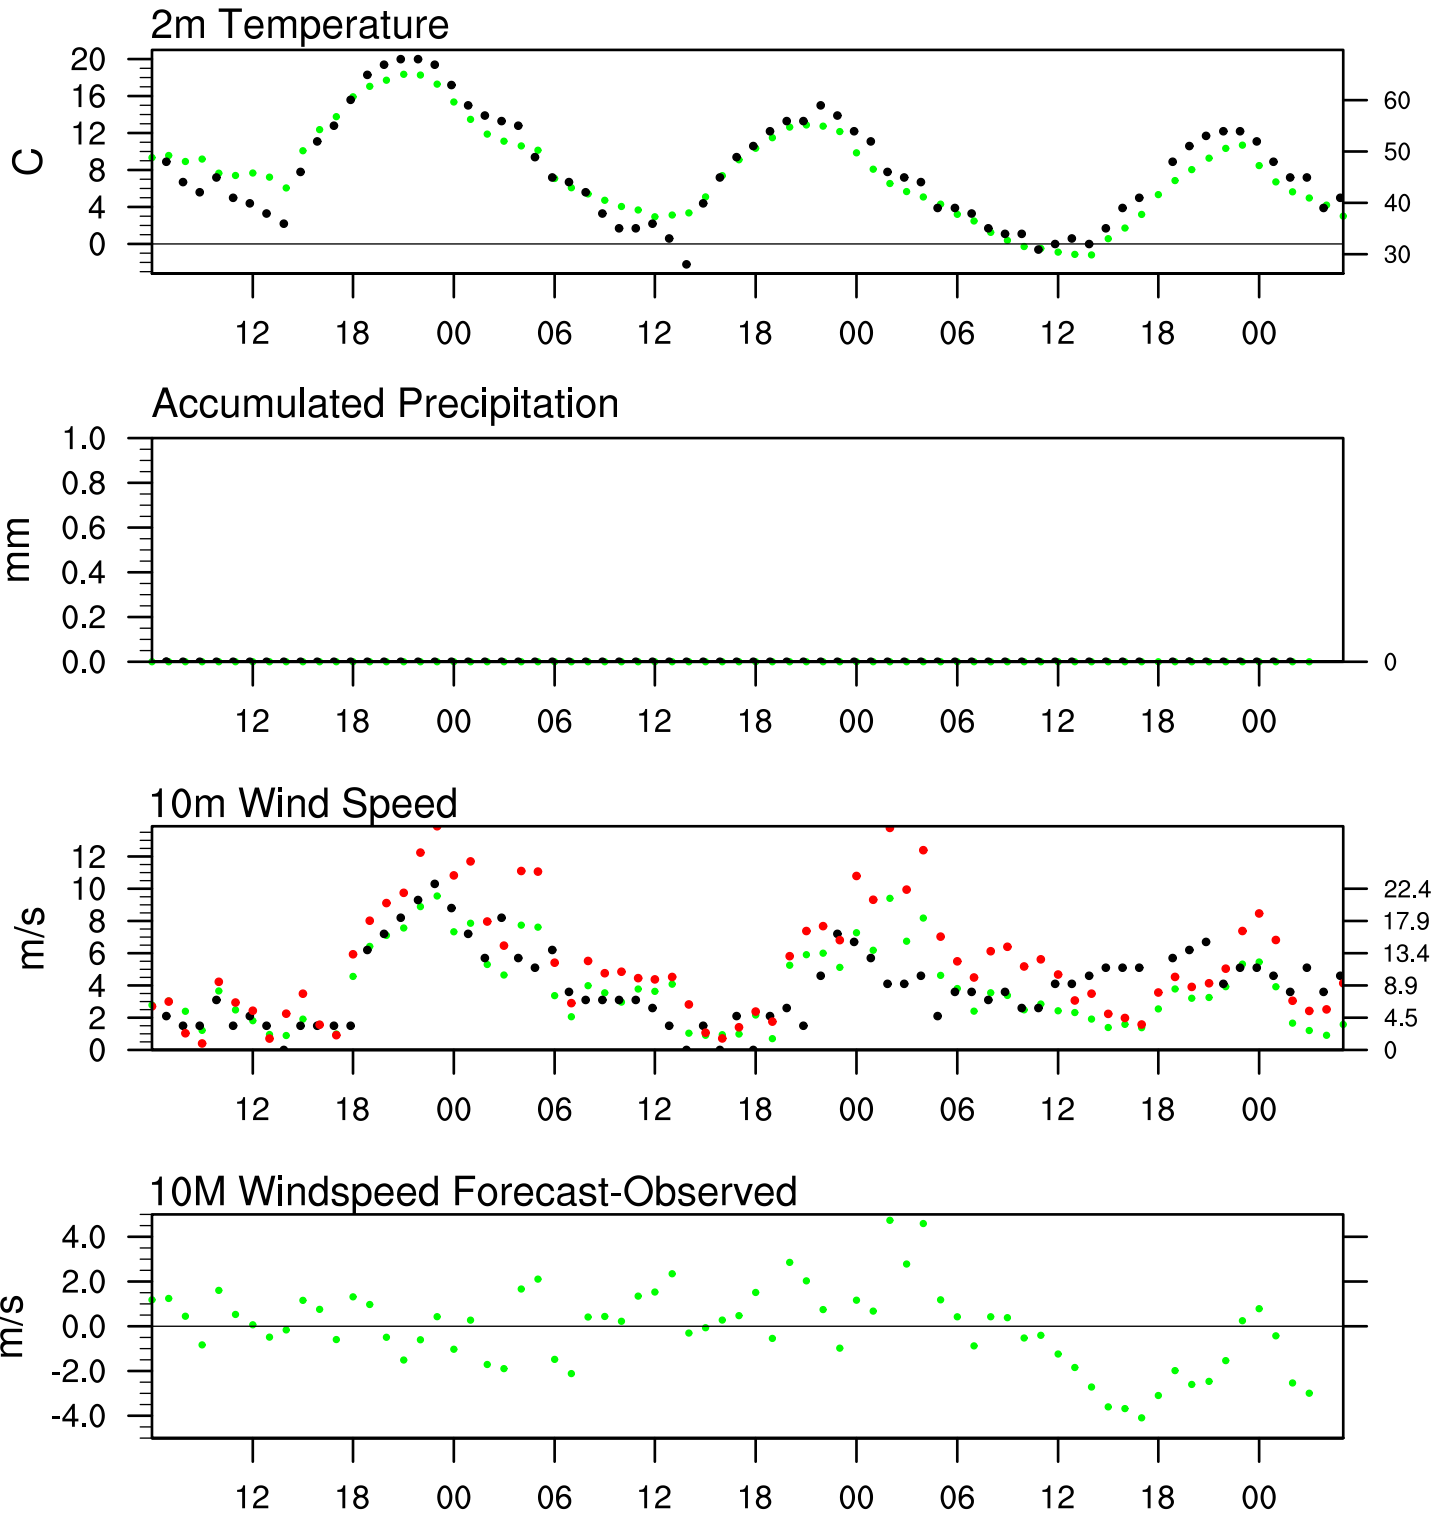 2m Temperature
20
16
12
8
4
0
C
60
50
40
30
12 18 00 06 12 18 00 06 12 18 00
Accumulated Precipitation
1.0
0.8
0.6
0.4
0.2
0.0
mm
0
12 18 00 06 12 18 00 06 12 18 00
10m Wind Speed
12
10
8
6
4
2
0
m/s
22.4
17.9
13.4
8.9
4.5
0
12 18 00 06 12 18 00 06 12 18 00
10M Windspeed Forecast-Observed
4.0
2.0
0.0
-2.0
-4.0
m/s
12 18 00 06 12 18 00 06 12 18 00